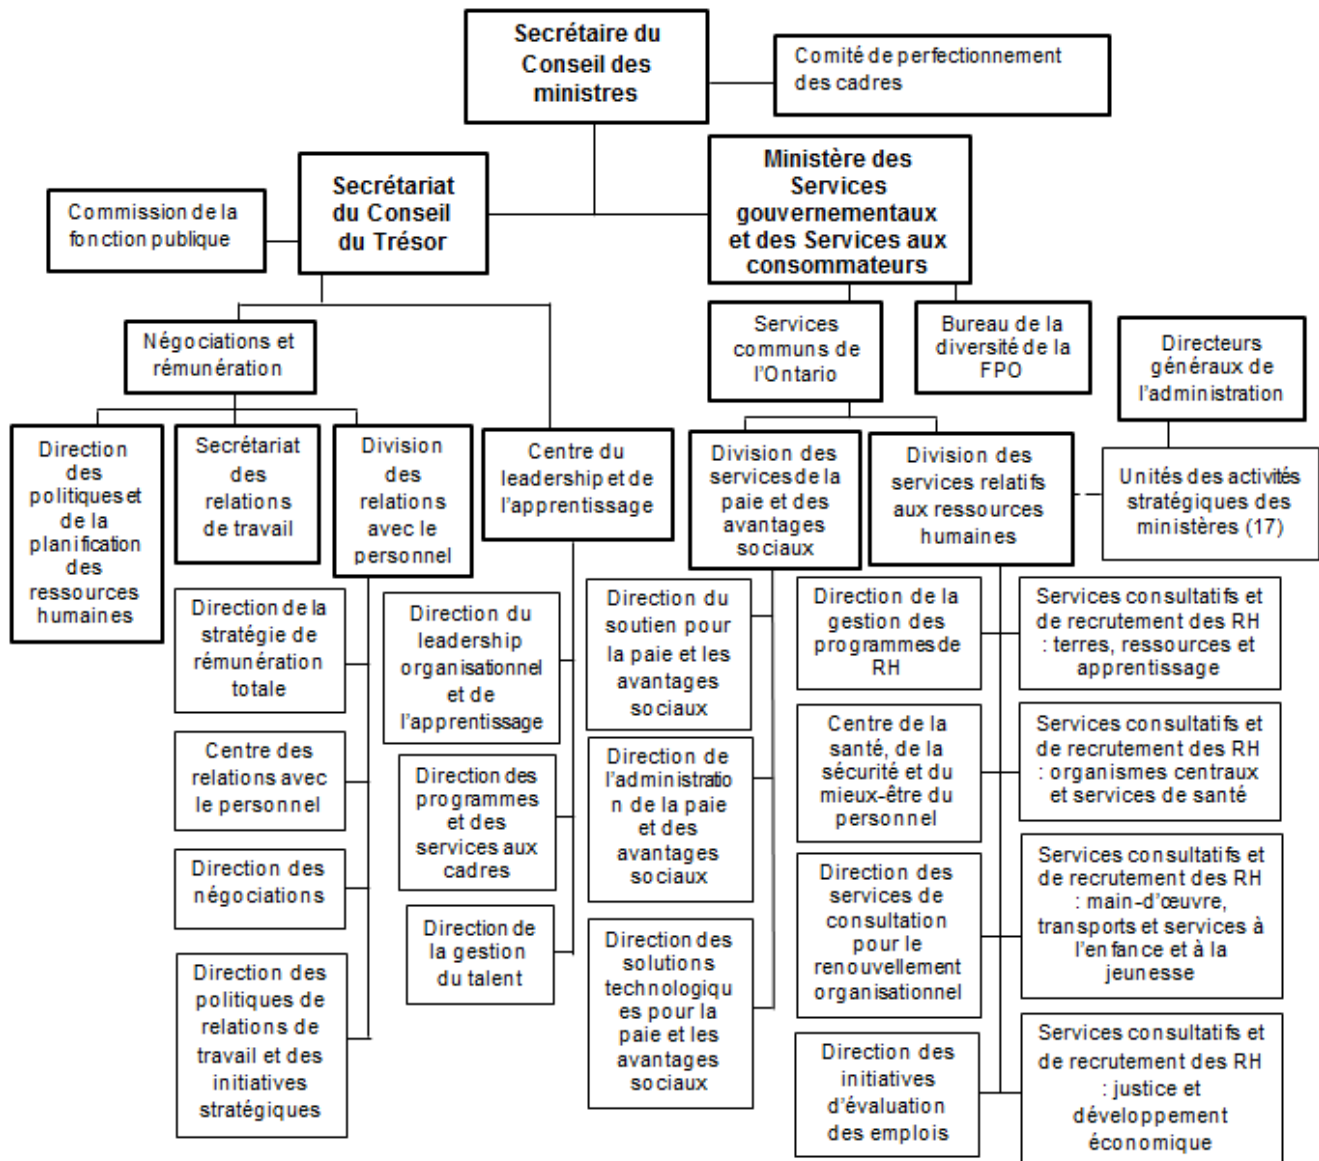 Secrétaire du
Conseil des
ministres
Comité de perfectionnement
des cadres
Secrétariat
du Conseil
du Trésor
Ministère des
Services
gouvernementaux
et des Services aux
consommateurs
Commission de la
fonction publique
Négociations et
rémunération
Services
communs de
l'Ontario
Bureau de la
diversité de la
FPO
Directeurs
généraux de
l'administration
Direction
des
politiques et
de la
planification
des
ressources
humaines
Secrétariat
des
relations
de travail
Division
des
relations
avec le
personnel
Centre du
leadership et de
l'apprentissage
Division des
services de la
paie et des
avantages
sociaux
Division des
services relatifs
aux ressources
humaines
Unités des activités
stratégiques des
ministères (17)
Direction de la
stratégie de
rémunération
totale
Centre des
relations avec
le personnel
Direction des
négociations
Direction des
politiques de
relations de
travail et des
initiatives
stratégiques
Direction du
leadership
organisationnel
et de
l'apprentissage
Direction des
programmes
et des
services aux
cadres
Direction de
la gestion
du talent
Direction du
soutien pour
la paie et les
avantages
sociaux
Direction de
l'administratio
n de la paie
et des
avantages
sociaux
Direction des
solutions
technologiqu
es pour la
paie et les
avantages
sociaux
Direction de la
gestion des
programmes de
RH
Centre de la
santé, de la
sécurité et du
mieux-être du
personnel
Direction des
services de
consultation
pour le
renouvellement
organisationnel
Direction des
initiatives
d'évaluation
des emplois
Services consultatifs et
de recrutement des RH
: terres, ressources et
apprentissage
Services consultatifs et
de recrutement des RH
: organismes centraux
et services de santé
Services consultatifs et
de recrutement des RH
: main-d'œuvre,
transports et services à
l'enfance et à la
jeunesse
Services consultatifs et
de recrutement des RH
: justice et
développement
économique